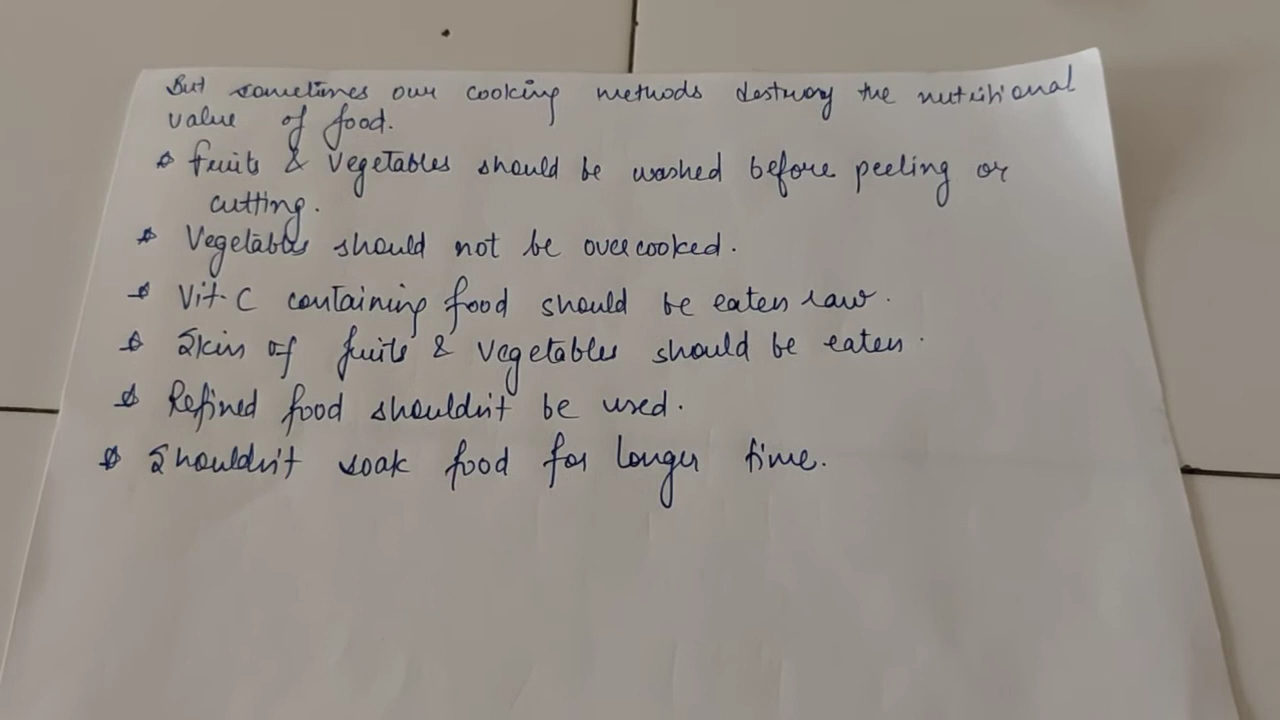 But sometimes our cooking methods destroy the nutritional
value of food.
* fruits & Vegetables should be washed before peeling or
cutting.
* Vegetables should not be overcooked.
* Vit-C containing food should be eaten raw.
* Skin of fruits & Vegetables should be eaten.
* Refined food shouldn't be used.
* Shouldn't soak food for longer time.